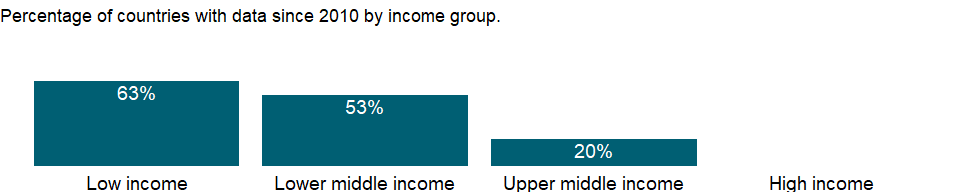 Percentage of countries with data since 2010 by income group.
63%
53%
20%
Low income
Lower middle income
Upper middle income
High income